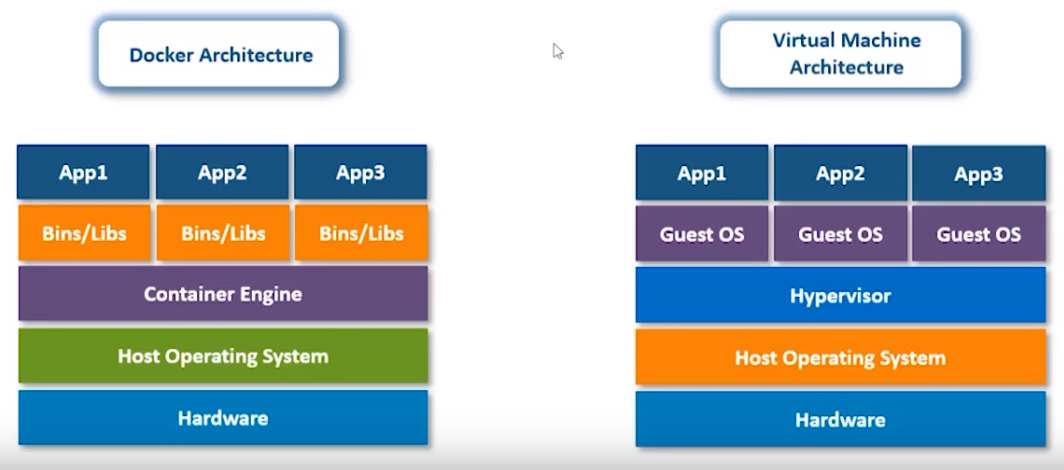 Docker Architecture
Virtual Machine
Architecture
App1 App2 App3
Bins/Libs Bins/Libs Bins/Libs
Container Engine
Host Operating System
Hardware
App1 App2 App3
Guest OS Guest OS Guest OS
Hypervisor
Host Operating System
Hardware